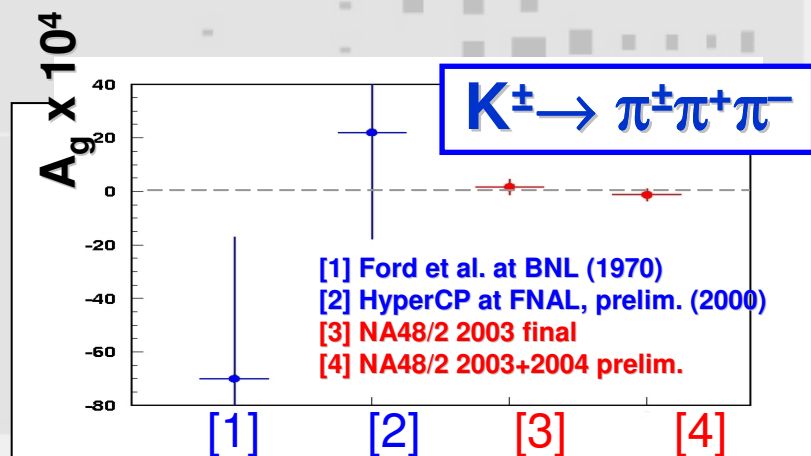 A_g x 10^4
K^± → π^±π^+π^−
40
20
0
-20
-40
-60
-80
[1] Ford et al. at BNL (1970)
[2] HyperCP at FNAL, prelim. (2000)
[3] NA48/2 2003 final
[4] NA48/2 2003+2004 prelim.
[1] [2] [3] [4]